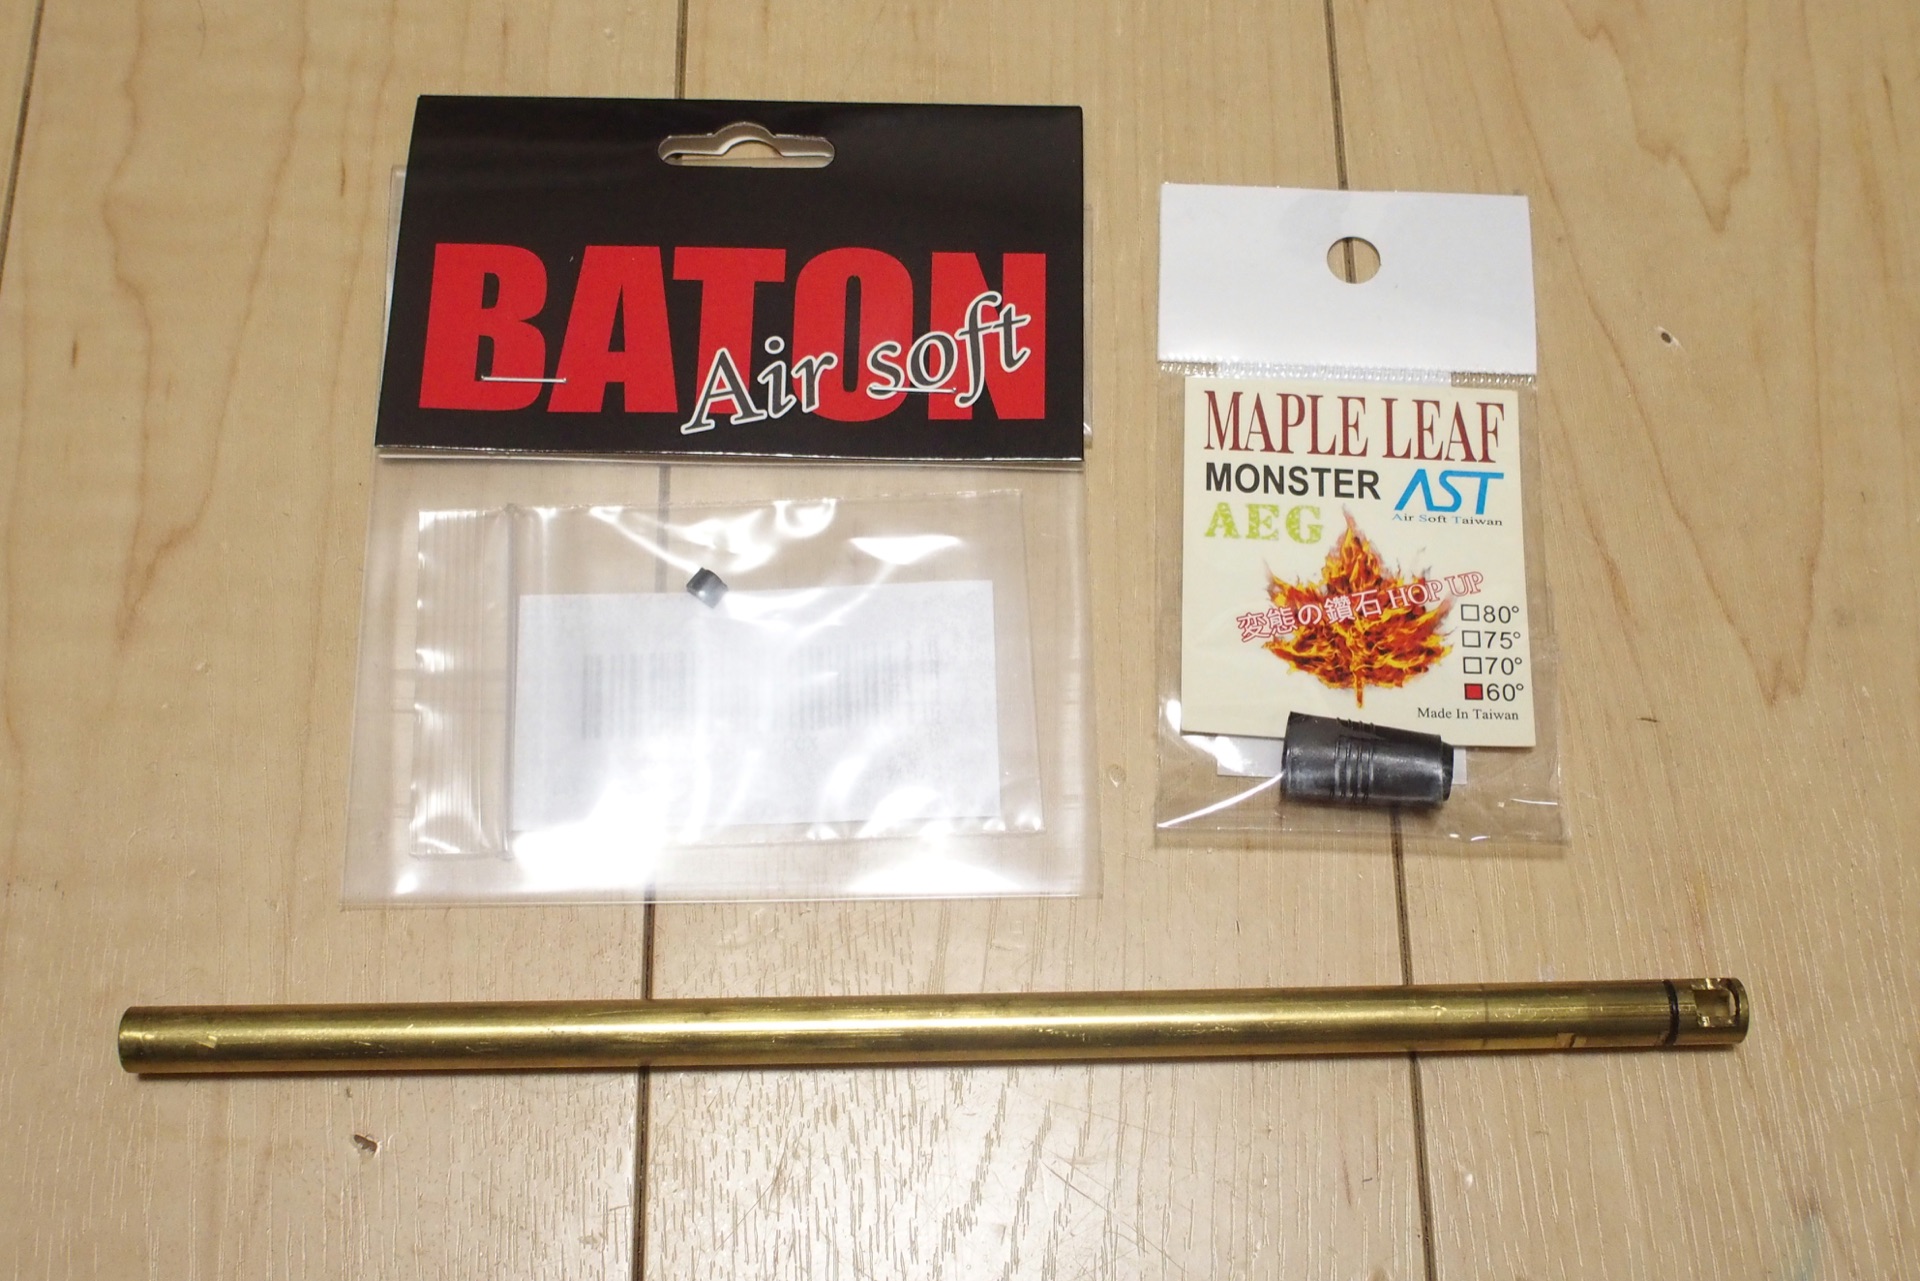 BATON
Air soft
MAPLE LEAF
MONSTER
AST
Air Soft Taiwan
AEG
変態の鑽石 HOP UP
80°
75°
70°
60°
Made In Taiwan